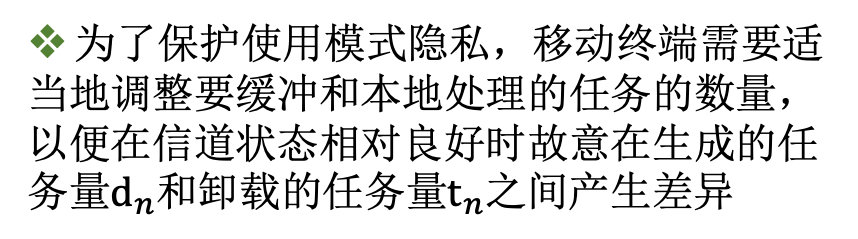 ❖ 为了保护使用模式隐私，移动终端需要适
当地调整要缓冲和本地处理的任务的数量，
以便在信道状态相对良好时故意在生成的任
务量dₙ和卸载的任务量tₙ之间产生差异